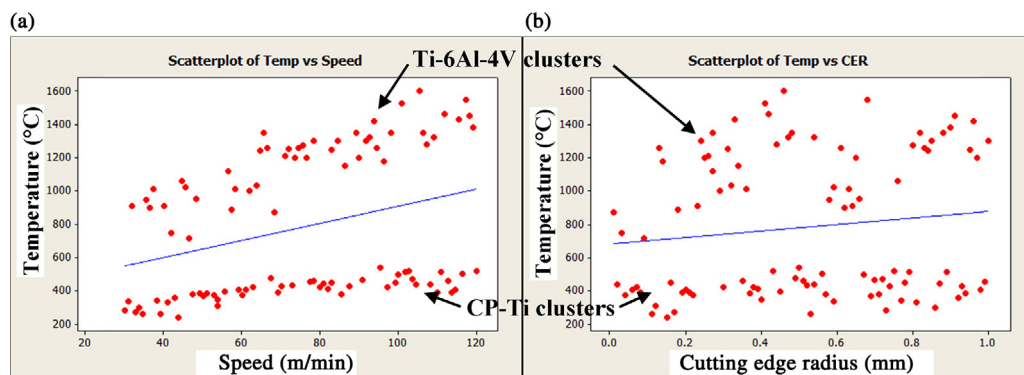 (a)
(b)
Scatterplot of Temp vs Speed
Ti-6Al-4V clusters
Scatterplot of Temp vs CER
Temperature (°C)
1600
1400
1200
1000
800
600
400
200
20
40
60
80
100
120
Speed (m/min)
CP-Ti clusters
Temperature (°C)
1600
1400
1200
1000
800
600
400
200
0.0
0.2
0.4
0.6
0.8
1.0
Cutting edge radius (mm)